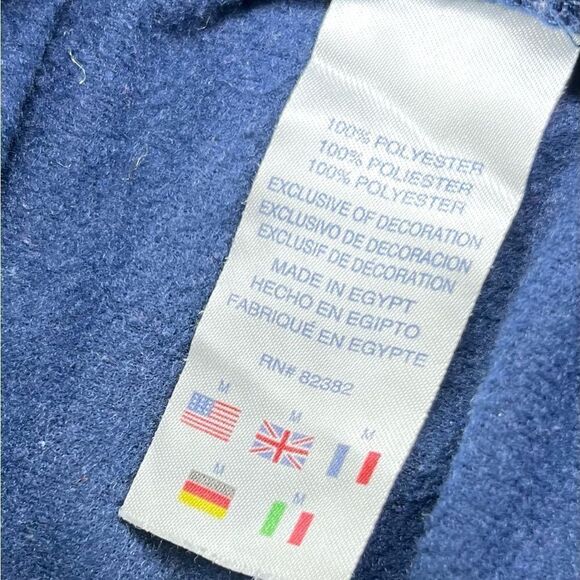 100% POLYESTER
100% POLIESTER
100% POLYESTER
EXCLUSIVE OF DECORATION
EXCLUSIVO DE DECORACION
EXCLUSIF DE DÉCORATION
MADE IN EGYPT
HECHO EN EGIPTO
FABRIQUÉ EN EGYPTE
RN# 82382
M M M
M M